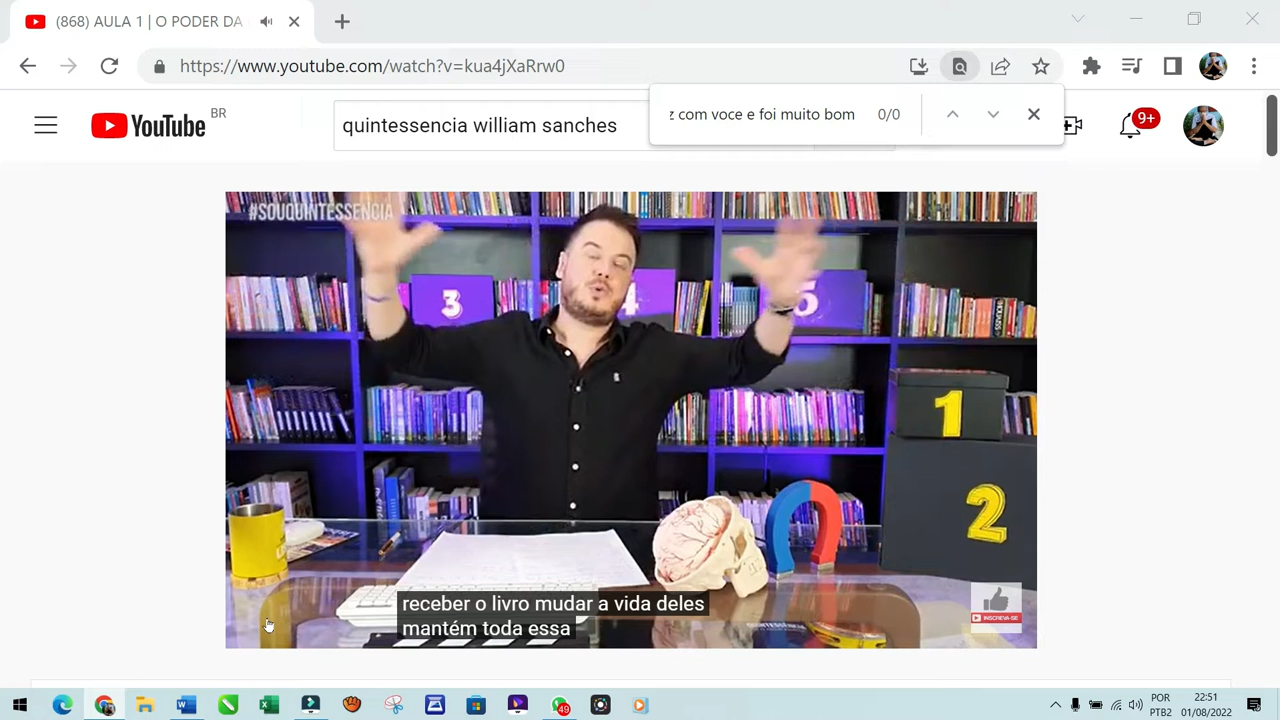 (868) AULA 1 | O PODER DA
https://www.youtube.com/watch?v=kua4jXaRrw0
z com voce e foi muito bom 0/0
YouTube BR
quintessencia william sanches
9+
#SOUQUINTESSENCIA
3
4
5
1
2
receber o livro mudar a vida deles
mantém toda essa
INSCREVA-SE
49
POR
PTB2
22:51
01/08/2022